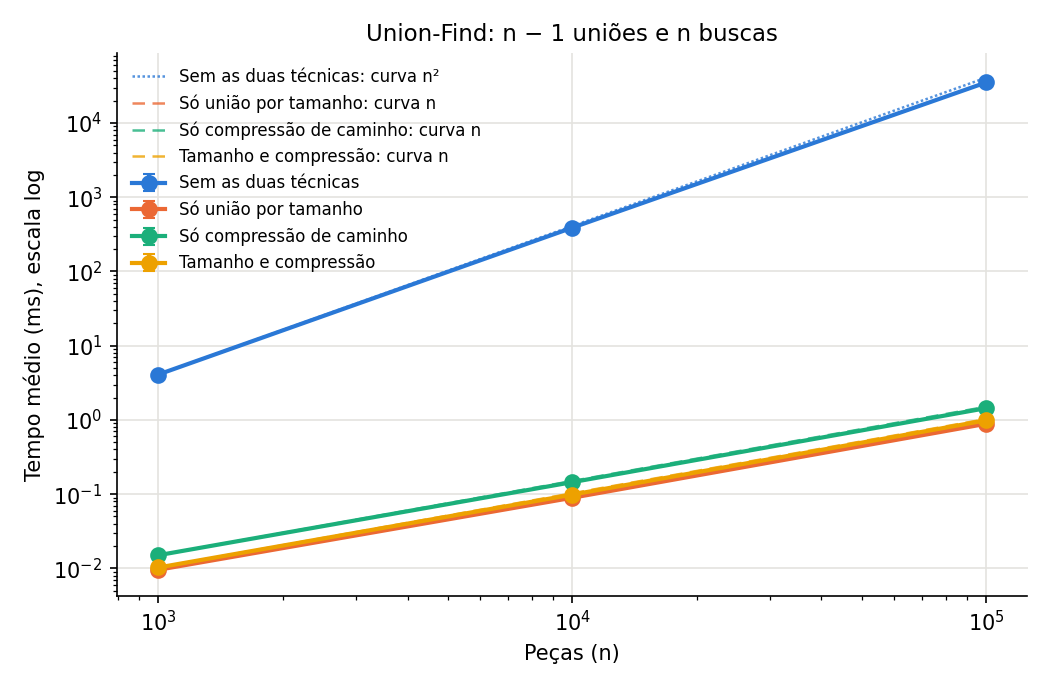 Union-Find: n − 1 uniões e n buscas
Sem as duas técnicas: curva n²
Só união por tamanho: curva n
Só compressão de caminho: curva n
Tamanho e compressão: curva n
Sem as duas técnicas
Só união por tamanho
Só compressão de caminho
Tamanho e compressão
Tempo médio (ms), escala log
10⁴
10³
10²
10¹
10⁰
10⁻¹
10⁻²
10³ 10⁴ 10⁵
Peças (n)